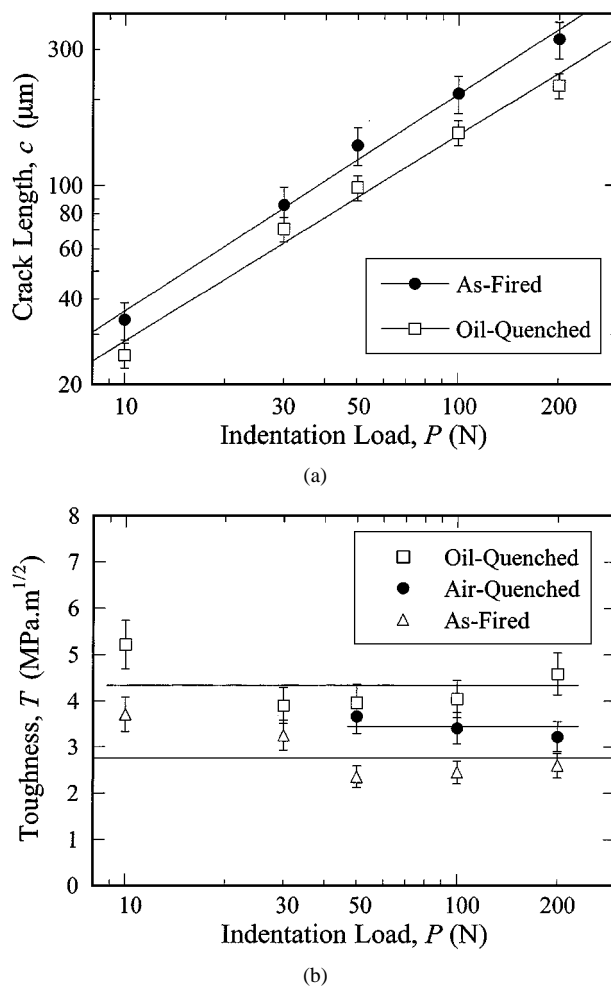 300
100
80
60
40
20
Crack Length, c (μm)
As-Fired
Oil-Quenched
10 30 50 100 200
Indentation Load, P (N)
(a)
8
7
6
5
4
3
2
1
0
Toughness, T (MPa.m1/2)
Oil-Quenched
Air-Quenched
As-Fired
10 30 50 100 200
Indentation Load, P (N)
(b)